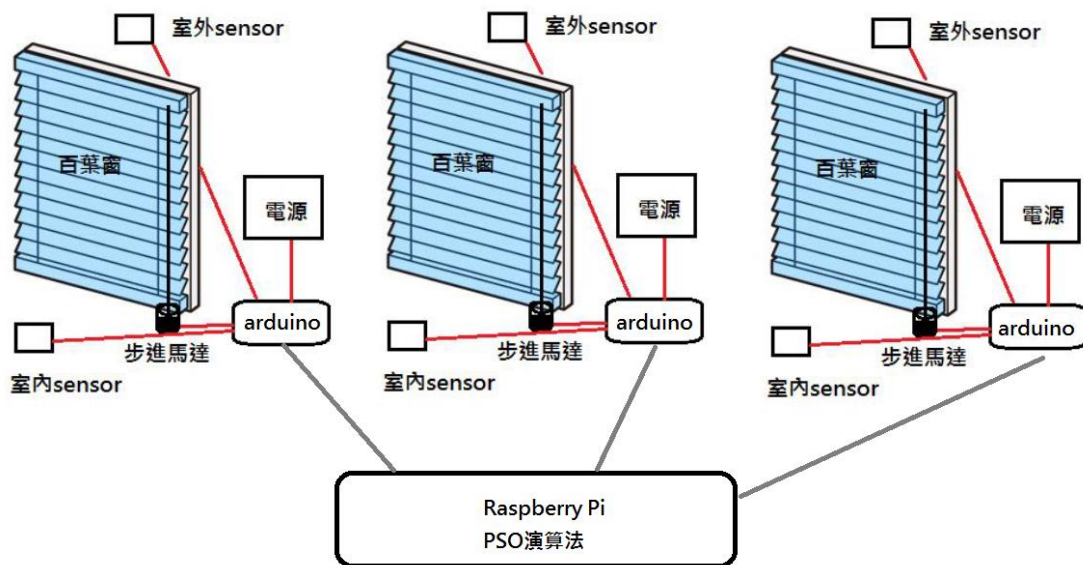 室外sensor
室外sensor
室外sensor
百葉窗
百葉窗
百葉窗
電源
電源
電源
arduino
arduino
arduino
步進馬達
步進馬達
步進馬達
室內sensor
室內sensor
室內sensor
Raspberry Pi
PSO演算法